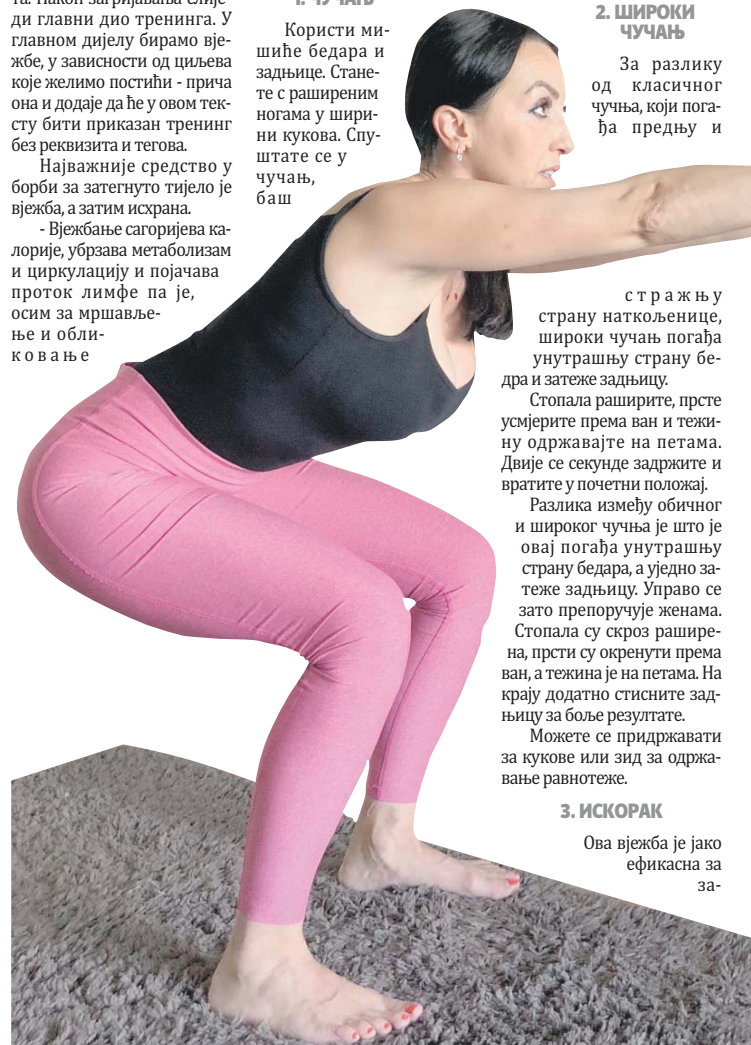 та. Након загријавања слије-
ди главни дио тренинга. У
главном дијелу бирамо вје-
жбе, у зависности од циљева
које желимо постићи - прича
она и додаје да ће у овом тек-
сту бити приказан тренинг
без реквизита и тегова.
Најважније средство у
борби за затегнуто тијело је
вјежба, а затим исхрана.
- Вјежбање сагоријева ка-
лорије, убрзава метаболизам
и циркулацију и појачава
проток лимфе па је,
осим за мршавље-
ње и обли-
ковање
1. ЧУЧАЊ
Користи ми-
шиће бедара и
задњице. Стане-
те с раширеним
ногама у шири-
ни кукова. Спу-
штате се у
чучањ,
баш
2. ШИРОКИ
ЧУЧАЊ
За разлику
од класичног
чучња, који пога-
ђа предњу и
стражњу
страну наткољенице,
широки чучањ погађа
унутрашњу страну бе-
дра и затеже задњицу.
Стопала раширите, прсте
усмјерите према ван и тежи-
ну одржавајте на петама.
Двије се секунде задржите и
вратите у почетни положај.
Разлика између обичног
и широког чучња је што је
овај погађа унутрашњу
страну бедара, а уједно за-
теже задњицу. Управо се
зато препоручује женама.
Стопала су скроз рашире-
на, прсти су окренути према
ван, а тежина је на петама. На
крају додатно стисните зад-
њицу за боље резултате.
Можете се придржавати
за кукове или зид за одржа-
вање равнотеже.
3. ИСКОРАК
Ова вјежба је јако
ефикасна за
за-